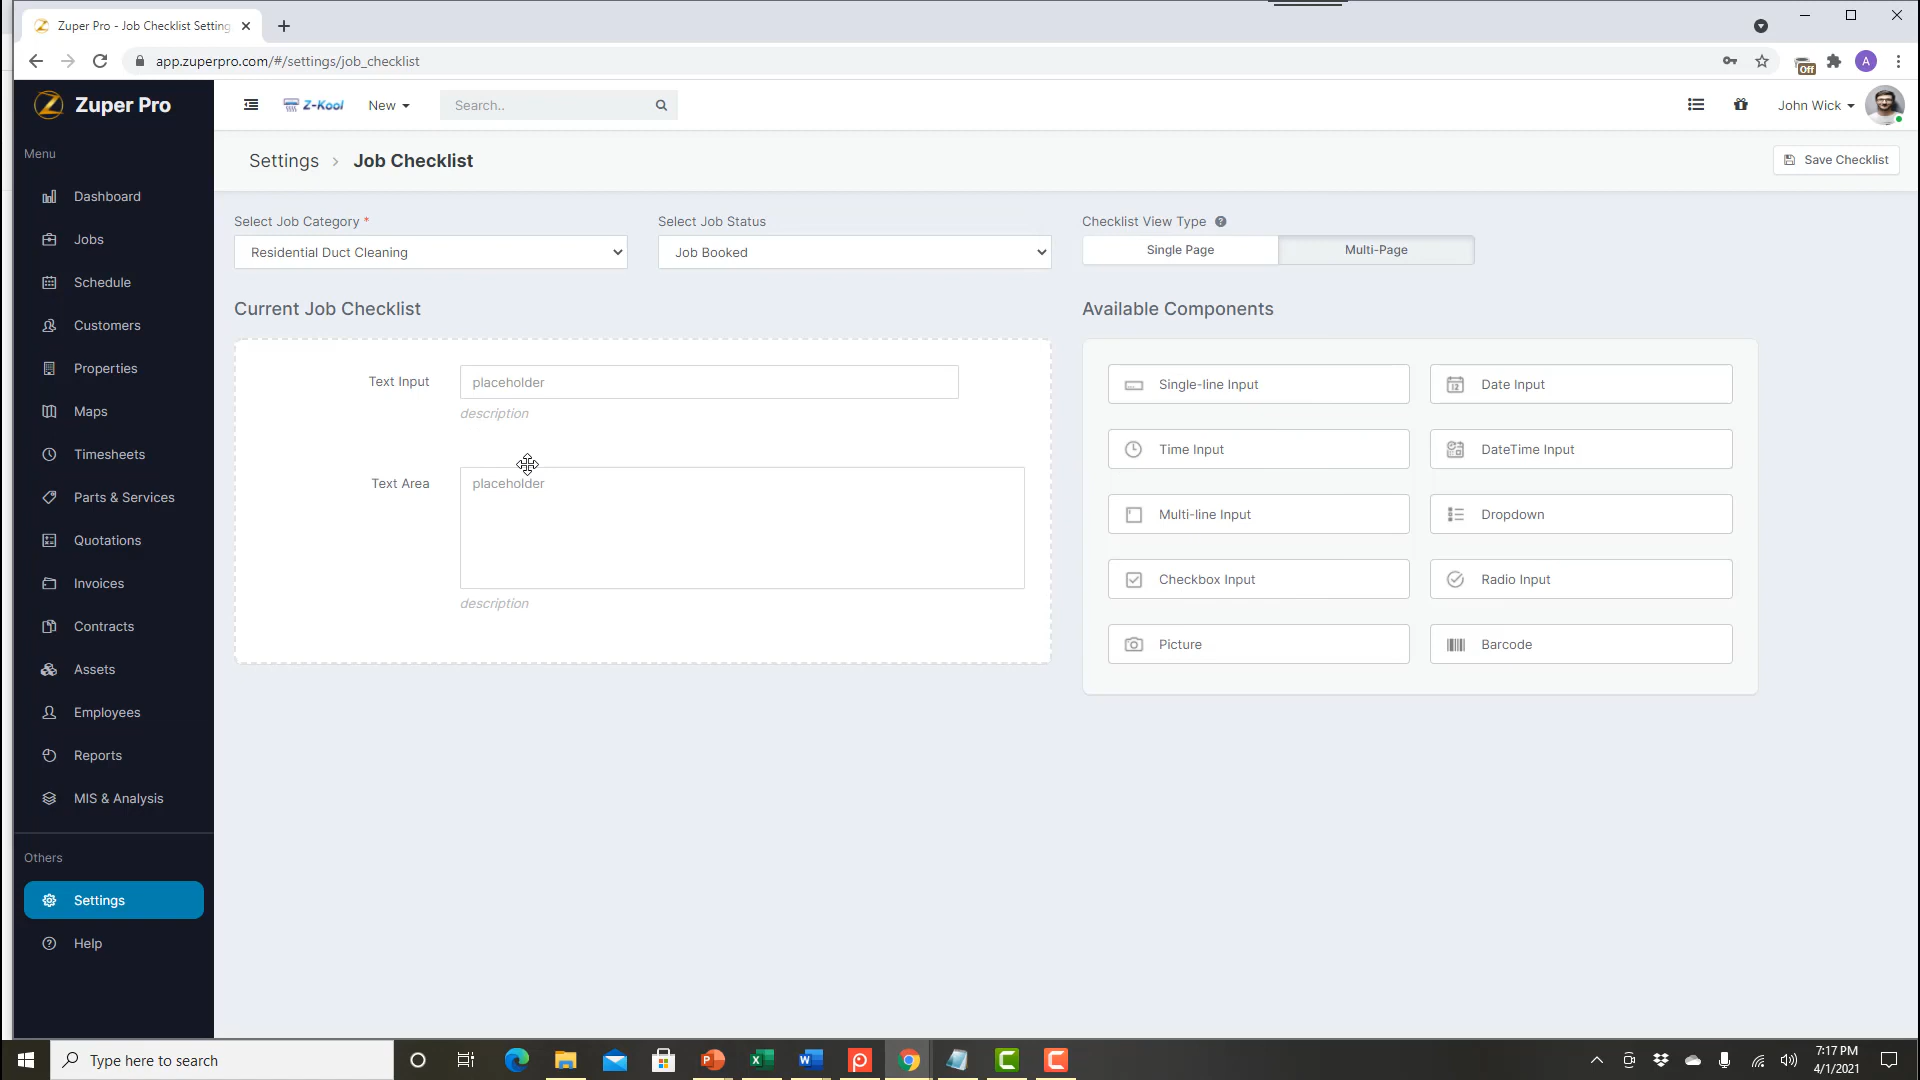 Zuper Pro - Job Checklist Setting
app.zuperpro.com/#/settings/job_checklist
Off
A
Zuper Pro
Z-Kool
New
Search..
John Wick
Menu
Dashboard
Jobs
Schedule
Customers
Properties
Maps
Timesheets
Parts & Services
Quotations
Invoices
Contracts
Assets
Employees
Reports
MIS & Analysis
Others
Settings
Help
Settings > Job Checklist
Save Checklist
Select Job Category *
Residential Duct Cleaning
Select Job Status
Job Booked
Checklist View Type
Single Page
Multi-Page
Current Job Checklist
Text Input
placeholder
description
Text Area
placeholder
description
Available Components
Single-line Input
Date Input
Time Input
DateTime Input
Multi-line Input
Dropdown
Checkbox Input
Radio Input
Picture
Barcode
Type here to search
7:17 PM
4/1/2021